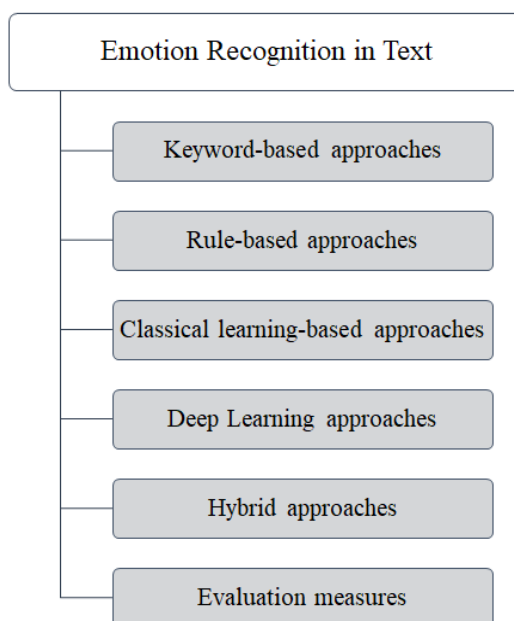 Emotion Recognition in Text
Keyword-based approaches
Rule-based approaches
Classical learning-based approaches
Deep Learning approaches
Hybrid approaches
Evaluation measures